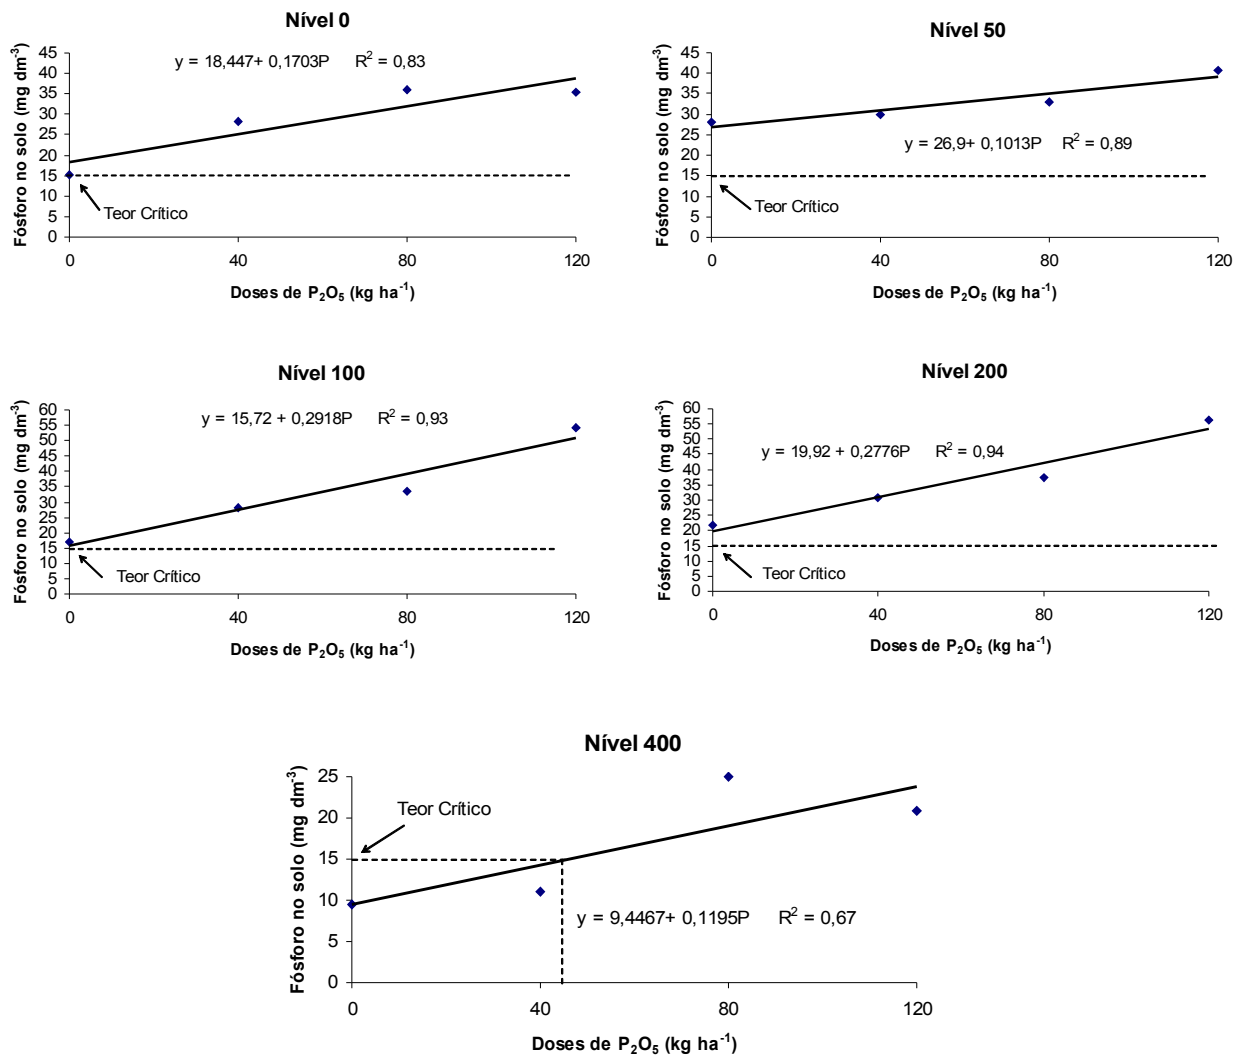 Nível 0
Fósforo no solo (mg dm-3)
45
40
35
30
25
20
15
10
5
0
y = 18,447+ 0,1703P R2 = 0,83
Teor Crítico
0 40 80 120
Doses de P2O5 (kg ha-1)
Nível 50
Fósforo no solo (mg dm-3)
45
40
35
30
25
20
15
10
5
0
y = 26,9+ 0,1013P R2 = 0,89
Teor Crítico
0 40 80 120
Doses de P2O5 (kg ha-1)
Nível 100
Fósforo no solo (mg dm-3)
60
55
50
45
40
35
30
25
20
15
10
5
0
y = 15,72 + 0,2918P R2 = 0,93
Teor Crítico
0 40 80 120
Doses de P2O5 (kg ha-1)
Nível 200
Fósforo no solo (mg dm-3)
60
55
50
45
40
35
30
25
20
15
10
5
0
y = 19,92 + 0,2776P R2 = 0,94
Teor Crítico
0 40 80 120
Doses de P2O5 (kg ha-1)
Nível 400
Fósforo no solo (mg dm-3)
25
20
15
10
5
0
Teor Crítico
y = 9,4467+ 0,1195P R2 = 0,67
0 40 80 120
Doses de P2O5 (kg ha-1)